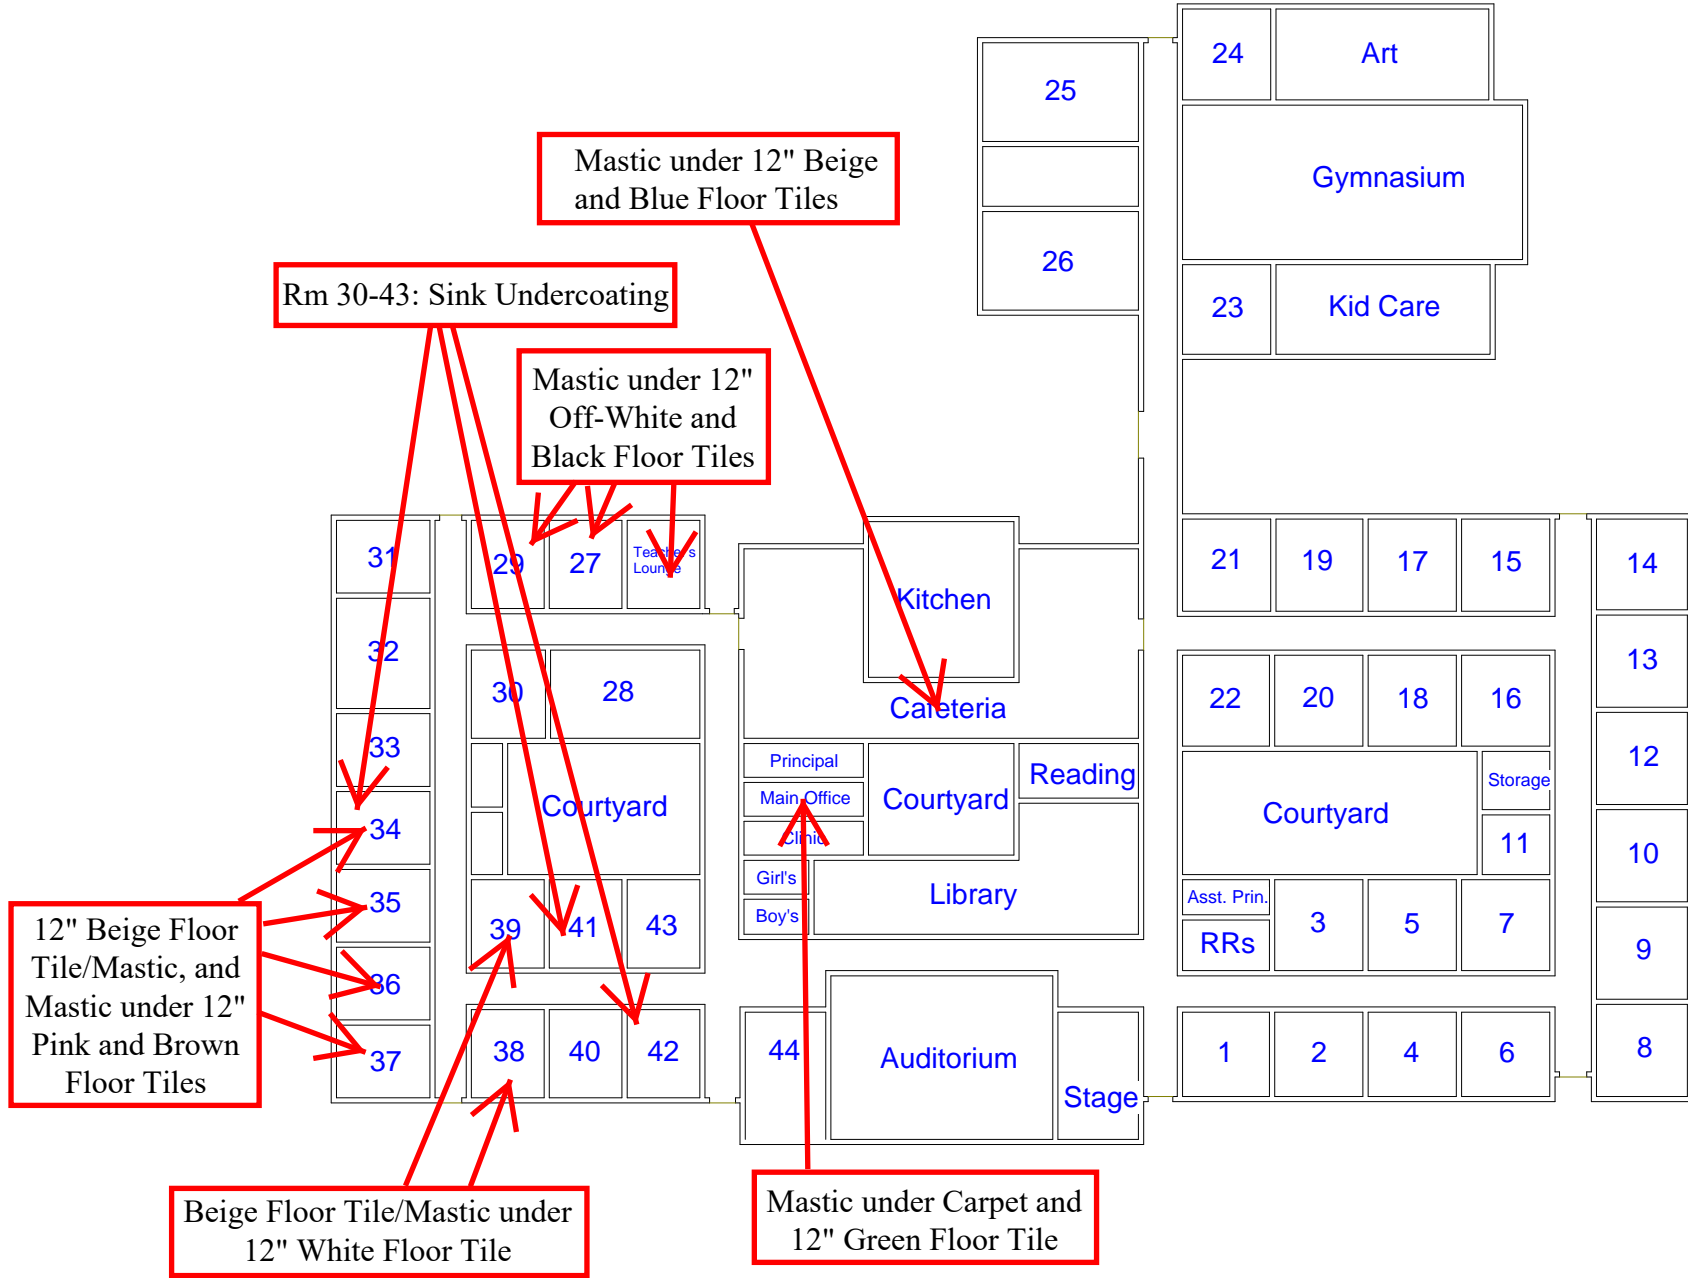 24
Art
25
Mastic under 12" Beige
and Blue Floor Tiles
Gymnasium
26
Rm 30-43: Sink Undercoating
23
Kid Care
Mastic under 12"
Off-White and
Black Floor Tiles
31
29
27
Teacher's
Lounge
Kitchen
21
19
17
15
14
32
30
28
Cafeteria
22
20
18
16
13
33
Principal
Reading
12
Storage
Courtyard
Main Office
Courtyard
Courtyard
34
Clinic
11
10
35
Girl's
Library
Asst. Prin.
12" Beige Floor
Tile/Mastic, and
Mastic under 12"
Pink and Brown
Floor Tiles
39
41
43
Boy's
RRs
3
5
7
9
36
37
38
40
42
44
Auditorium
Stage
1
2
4
6
8
Beige Floor Tile/Mastic under
12" White Floor Tile
Mastic under Carpet and
12" Green Floor Tile